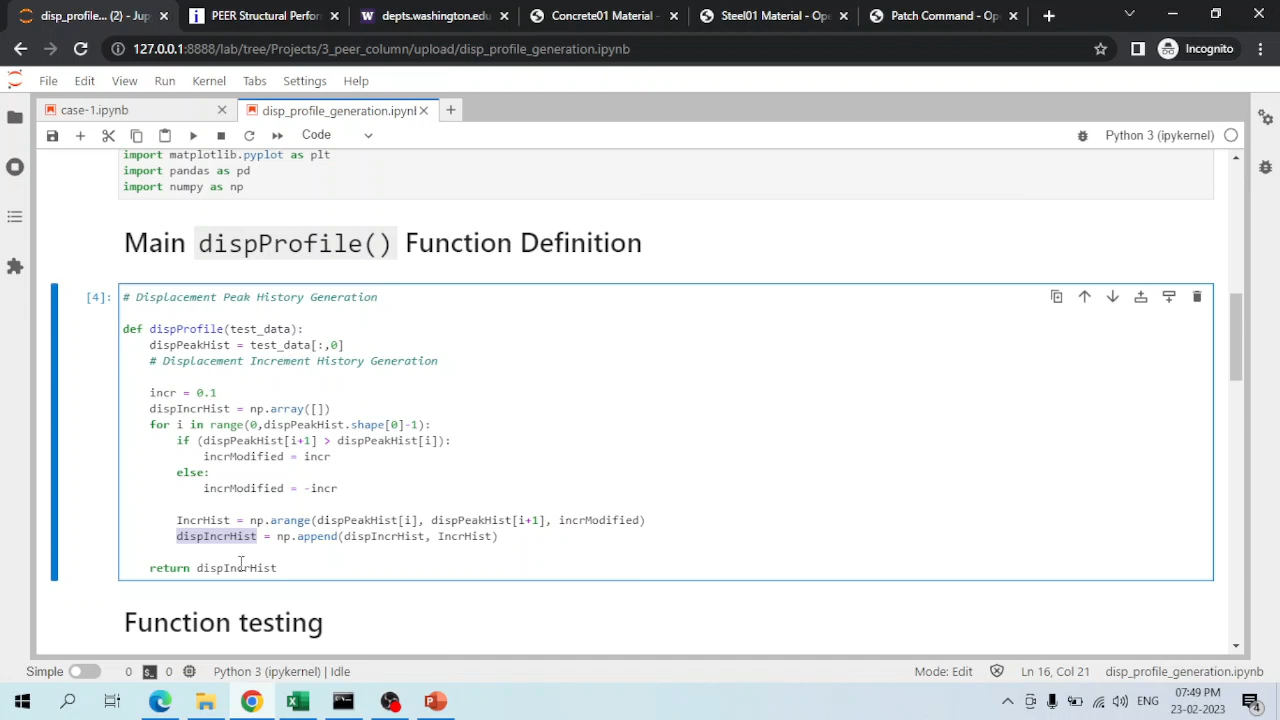 disp_profile_generation... (2) - Jup
PEER Structural Perfor
depts.washington.edu
Concrete01 Material -
Steel01 Material - Ope
Patch Command - Op
127.0.0.1:8888/lab/tree/Projects/3_peer_column/upload/disp_profile_generation.ipynb
Incognito
File Edit View Run Kernel Tabs Settings Help
case-1.ipynb
disp_profile_generation.ipynl
Code
Python 3 (ipykernel)
import matplotlib.pyplot as plt
import pandas as pd
import numpy as np
Main dispProfile() Function Definition
[4]:
# Displacement Peak History Generation
def dispProfile(test_data):
dispPeakHist = test_data[:,0]
# Displacement Increment History Generation
incr = 0.1
dispIncrHist = np.array([])
for i in range(0,dispPeakHist.shape[0]-1):
if (dispPeakHist[i+1] > dispPeakHist[i]):
incrModified = incr
else:
incrModified = -incr
IncrHist = np.arange(dispPeakHist[i], dispPeakHist[i+1], incrModified)
dispIncrHist = np.append(dispIncrHist, IncrHist)
return dispIncrHist
Function testing
Simple 0 0 Python 3 (ipykernel) | Idle
Mode: Edit Ln 16, Col 21 disp_profile_generation.ipynb
ENG
07:49 PM
23-02-2023
4